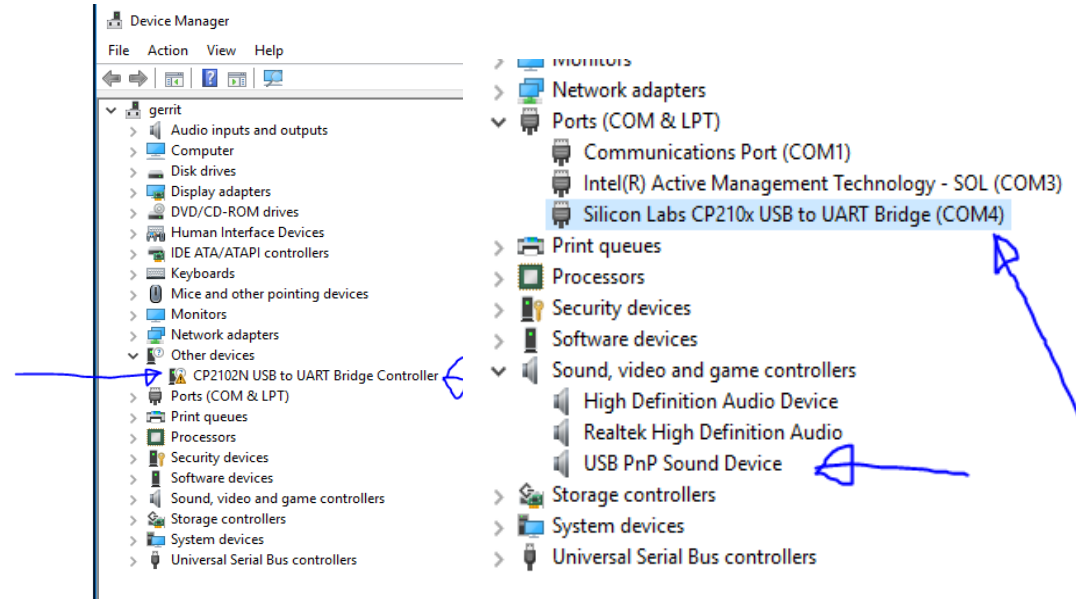 Device Manager
File Action View Help
gerrit
Audio inputs and outputs
Computer
Disk drives
Display adapters
DVD/CD-ROM drives
Human Interface Devices
IDE ATA/ATAPI controllers
Keyboards
Mice and other pointing devices
Monitors
Network adapters
Other devices
CP2102N USB to UART Bridge Controller
Ports (COM & LPT)
Print queues
Processors
Security devices
Software devices
Sound, video and game controllers
Storage controllers
System devices
Universal Serial Bus controllers
Monitors
Network adapters
Ports (COM & LPT)
Communications Port (COM1)
Intel(R) Active Management Technology - SOL (COM3)
Silicon Labs CP210x USB to UART Bridge (COM4)
Print queues
Processors
Security devices
Software devices
Sound, video and game controllers
High Definition Audio Device
Realtek High Definition Audio
USB PnP Sound Device
Storage controllers
System devices
Universal Serial Bus controllers